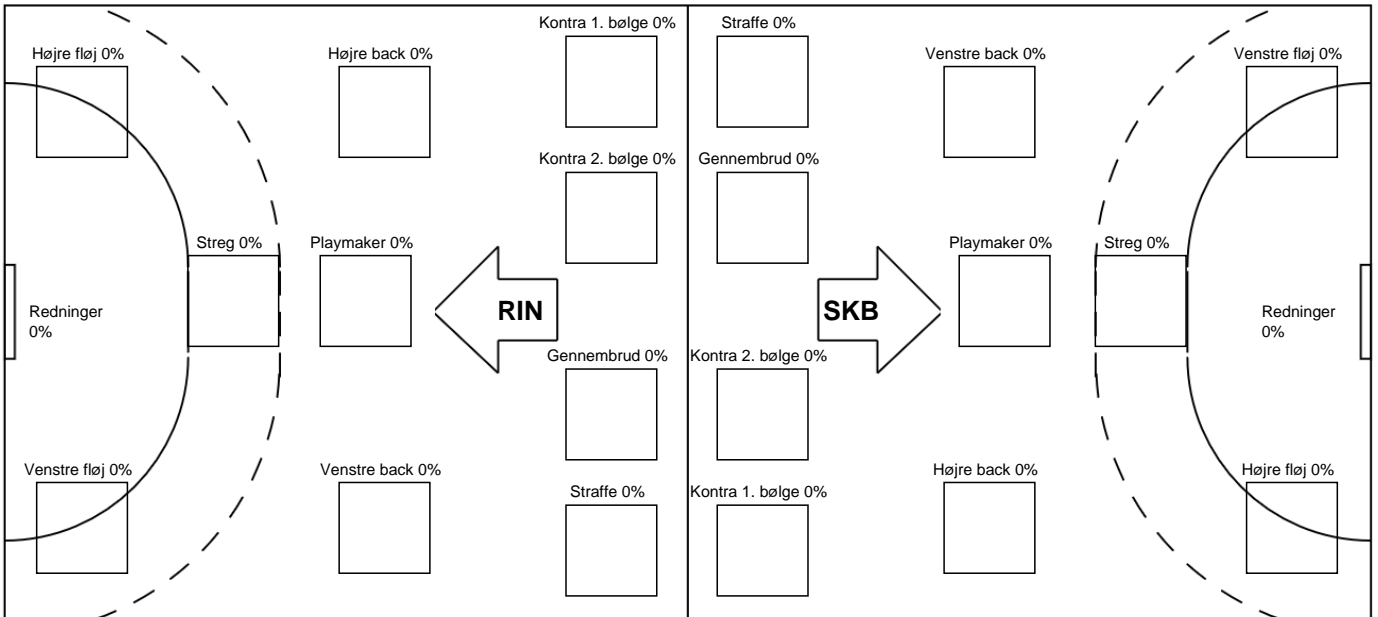 Kontra 1. bølge 0%
Straffe 0%
Højre fløj 0%
Højre back 0%
Venstre back 0%
Venstre fløj 0%
Kontra 2. bølge 0%
Gennembrud 0%
Streg 0%
Playmaker 0%
Playmaker 0%
Streg 0%
Redninger
0%
RIN
SKB
Redninger
0%
Gennembrud 0%
Kontra 2. bølge 0%
Venstre fløj 0%
Venstre back 0%
Højre back 0%
Højre fløj 0%
Straffe 0%
Kontra 1. bølge 0%